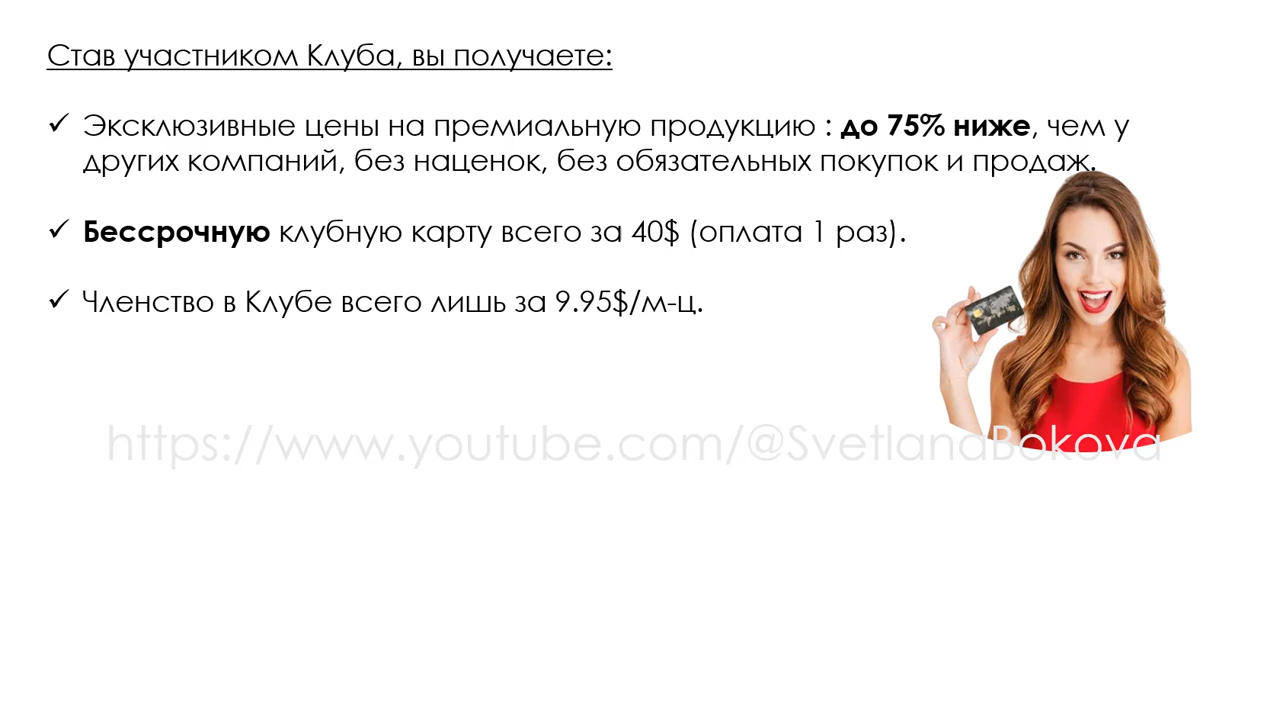 Став участником Клуба, вы получаете:
✓ Эксклюзивные цены на премиальную продукцию : до 75% ниже, чем у
других компаний, без наценок, без обязательных покупок и продаж.
✓ Бессрочную клубную карту всего за 40$ (оплата 1 раз).
✓ Членство в Клубе всего лишь за 9.95$/м-ц.
https://www.youtube.com/@SvetlanaBokova